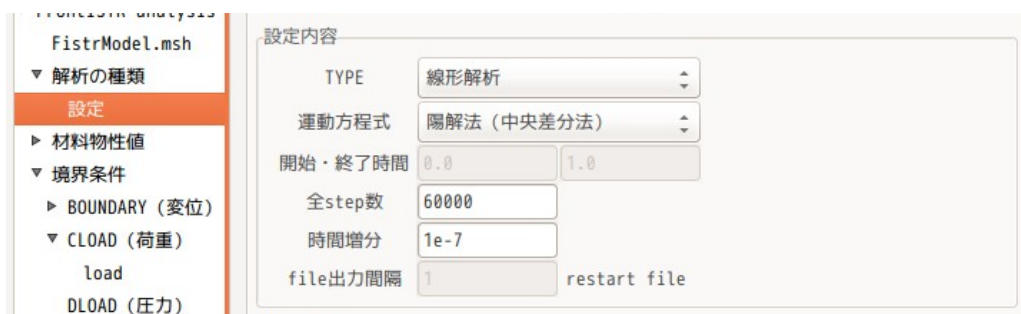 FrontISTR analysis
FistrModel.msh
▼ 解析の種類
設定
▶ 材料物性値
▼ 境界条件
▶ BOUNDARY (変位)
▼ CLOAD (荷重)
load
DLOAD (圧力)
設定内容
TYPE 線形解析
運動方程式 陽解法 (中央差分法)
開始・終了時間 0.0 1.0
全step数 60000
時間増分 1e-7
file出力間隔 1 restart file